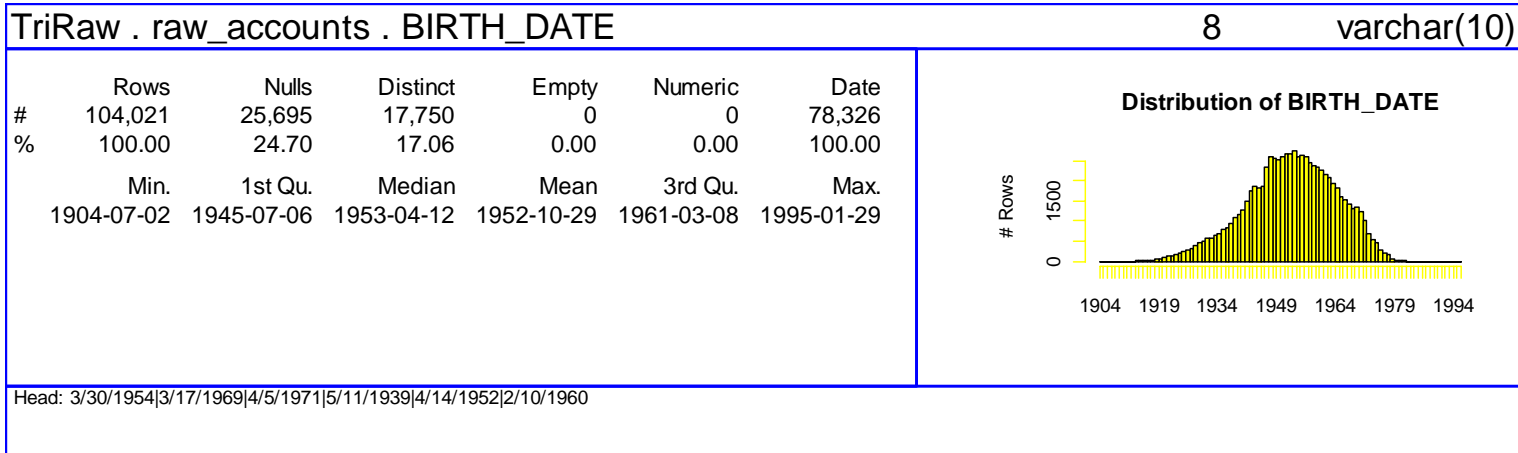 TriRaw . raw_accounts . BIRTH_DATE 8 varchar(10)
Rows Nulls Distinct Empty Numeric Date
# 104,021 25,695 17,750 0 0 78,326
% 100.00 24.70 17.06 0.00 0.00 100.00
Min. 1st Qu. Median Mean 3rd Qu. Max.
1904-07-02 1945-07-06 1953-04-12 1952-10-29 1961-03-08 1995-01-29
Distribution of BIRTH_DATE
# Rows
1500
0
1904 1919 1934 1949 1964 1979 1994
Head: 3/30/1954|3/17/1969|4/5/1971|5/11/1939|4/14/1952|2/10/1960